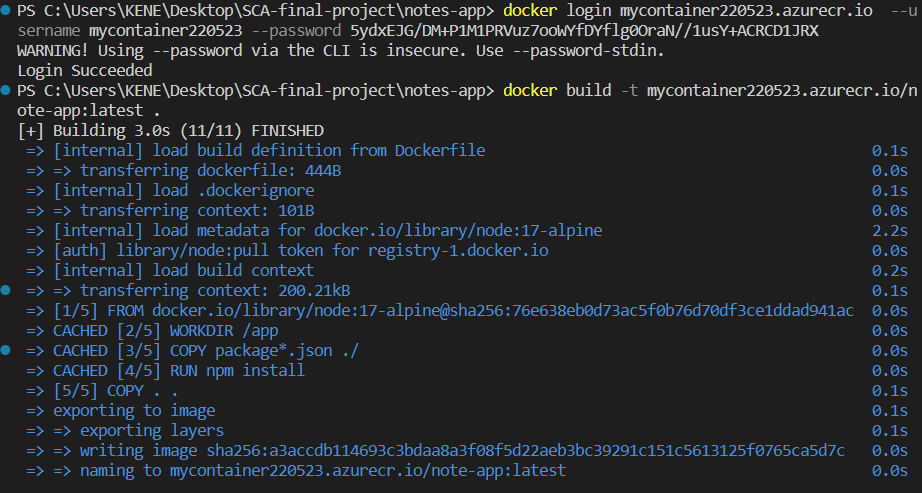 PS C:\Users\KENE\Desktop\SCA-final-project\notes-app> docker login mycontainer220523.azurecr.io --u
sername mycontainer220523 --password 5ydxEJG/DM+P1M1PRVuz7ooWYfDYflg0OraN//1usY+ACRCD1JRX
WARNING! Using --password via the CLI is insecure. Use --password-stdin.
Login Succeeded
PS C:\Users\KENE\Desktop\SCA-final-project\notes-app> docker build -t mycontainer220523.azurecr.io/n
ote-app:latest .
[+] Building 3.0s (11/11) FINISHED
=> [internal] load build definition from Dockerfile 0.1s
=> => transferring dockerfile: 444B 0.0s
=> [internal] load .dockerignore 0.1s
=> => transferring context: 101B 0.0s
=> [internal] load metadata for docker.io/library/node:17-alpine 2.2s
=> [auth] library/node:pull token for registry-1.docker.io 0.0s
=> [internal] load build context 0.2s
=> => transferring context: 200.21kB 0.1s
=> [1/5] FROM docker.io/library/node:17-alpine@sha256:76e638eb0d73ac5f0b76d70df3ce1ddad941ac 0.0s
=> CACHED [2/5] WORKDIR /app 0.0s
=> CACHED [3/5] COPY package*.json ./ 0.0s
=> CACHED [4/5] RUN npm install 0.0s
=> [5/5] COPY . . 0.1s
=> exporting to image 0.1s
=> => exporting layers 0.1s
=> => writing image sha256:a3accdb114693c3bdaa8a3f08f5d22aeb3bc39291c151c5613125f0765ca5d7c 0.0s
=> => naming to mycontainer220523.azurecr.io/note-app:latest 0.0s